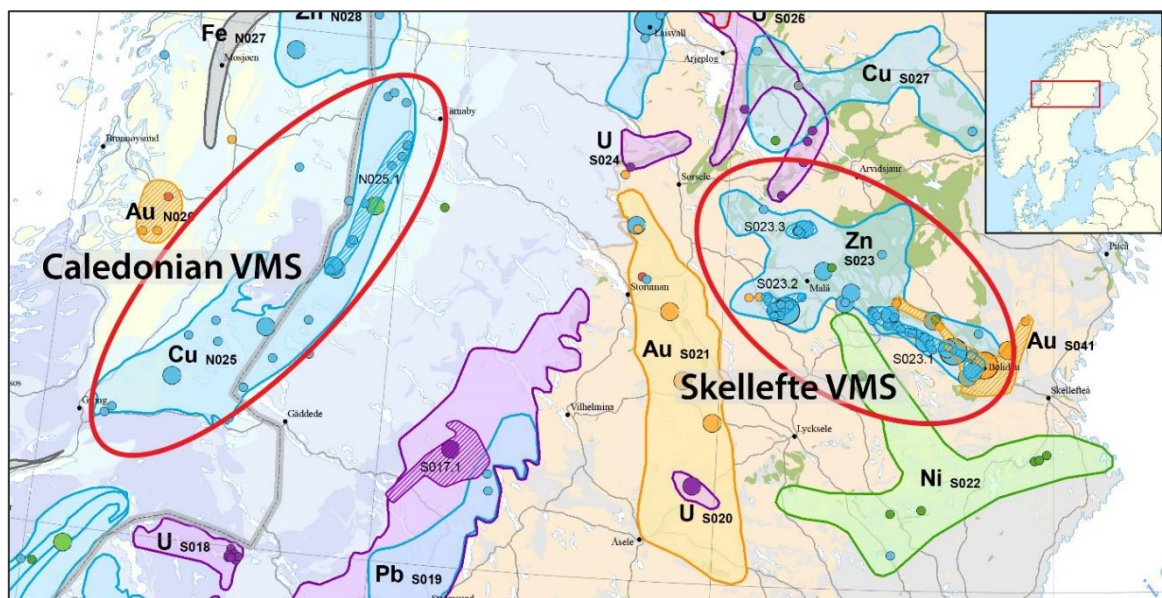 Zn N028
Fe N027
Mosjøen
Laisvall
U
S026
Arjeplog
Cu S027
Brønnøysund
Tärnaby
U
S024
Sorsele
Arvidsjaur
N025.1
Au N026
Caledonian VMS
S023.3
Zn
S023
Piteå
S023.2
Malå
Storuman
Au S021
S023.1
Au S041
Boliden
Cu N025
Skellefte VMS
Skellefteå
Grong
Gäddede
Vilhelmina
Lycksele
S017.1
Ni S022
U S020
U S018
Åsele
Pb S019